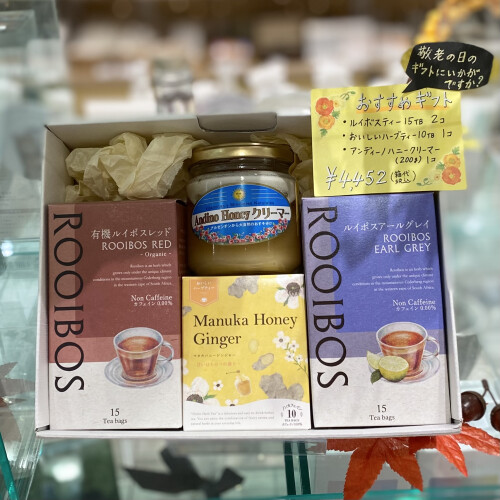 敬老の日の
ギフトにいかが
ですか?
おすすめギフト
・ルイボスティー15TB 2コ
・おいしいハーブティー10TB 1コ
・アンディーノハニークリーマー
(200g) 1コ
¥4452
ROOIBOS
有機ルイボスレッド
ROOIBOS RED
- Organic -
Non Caffeine
カフェイン 0.00%
15
Tea bags
Andino Honey クリーマー
Manuka Honey
Ginger
10
ルイボスアールグレイ
ROOIBOS
EARL GREY
Non Caffeine
カフェイン 0.00%
15
Tea bags
ROOIBOS